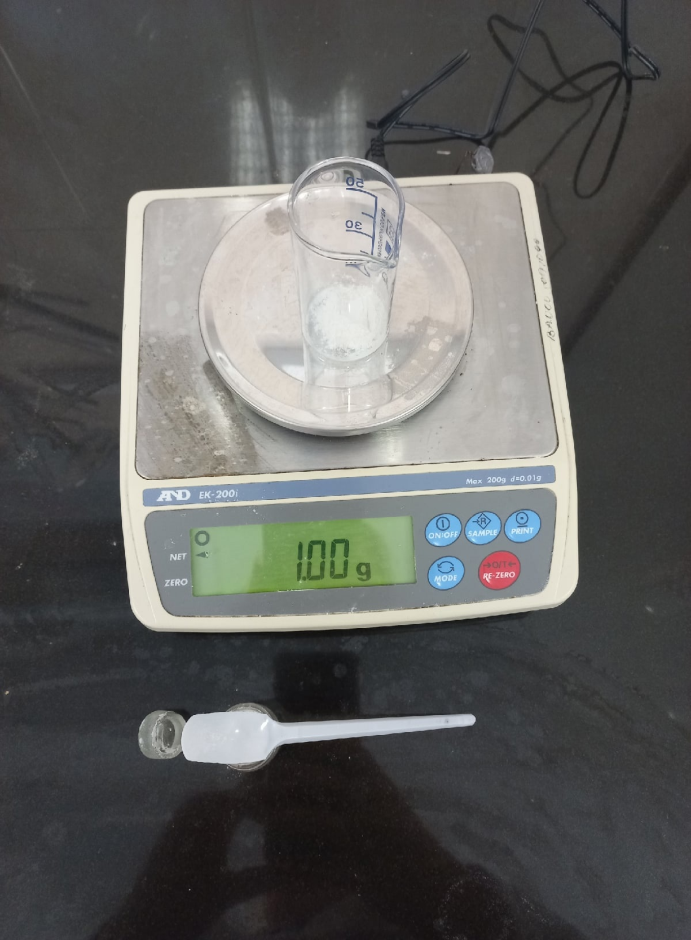 50
30
AND EK-200i
Max 200g d=0.01g
ON/OFF
SAMPLE
PRINT
NET
1.00 g
ZERO
MODE
→O/T←
RE-ZERO